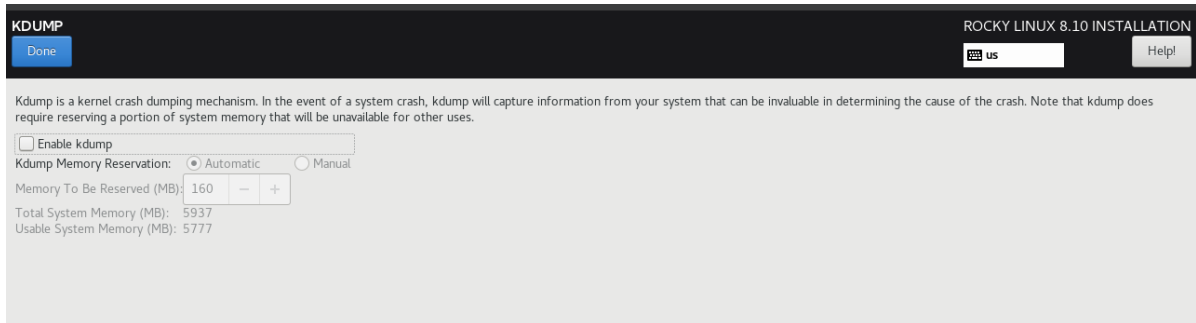 KDUMP
ROCKY LINUX 8.10 INSTALLATION
Done
us
Help!
Kdump is a kernel crash dumping mechanism. In the event of a system crash, kdump will capture information from your system that can be invaluable in determining the cause of the crash. Note that kdump does
require reserving a portion of system memory that will be unavailable for other uses.
Enable kdump
Kdump Memory Reservation: Automatic Manual
Memory To Be Reserved (MB): 160 − +
Total System Memory (MB): 5937
Usable System Memory (MB): 5777